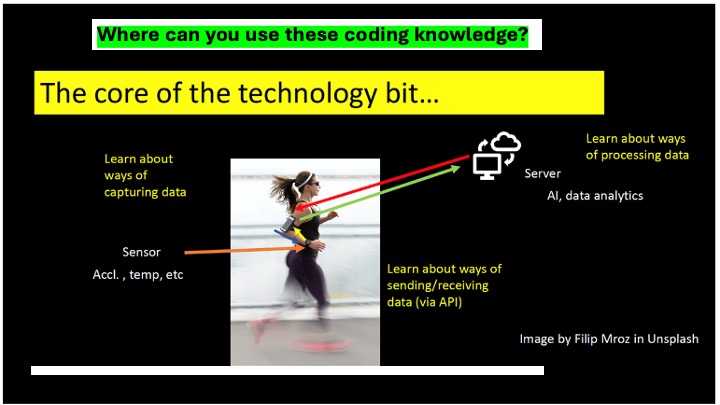 Where can you use these coding knowledge?
The core of the technology bit...
Learn about
ways of
capturing data
Learn about ways
of processing data
Server
AI, data analytics
Sensor
Accl. , temp, etc
Learn about ways of
sending/receiving
data (via API)
Image by Filip Mroz in Unsplash